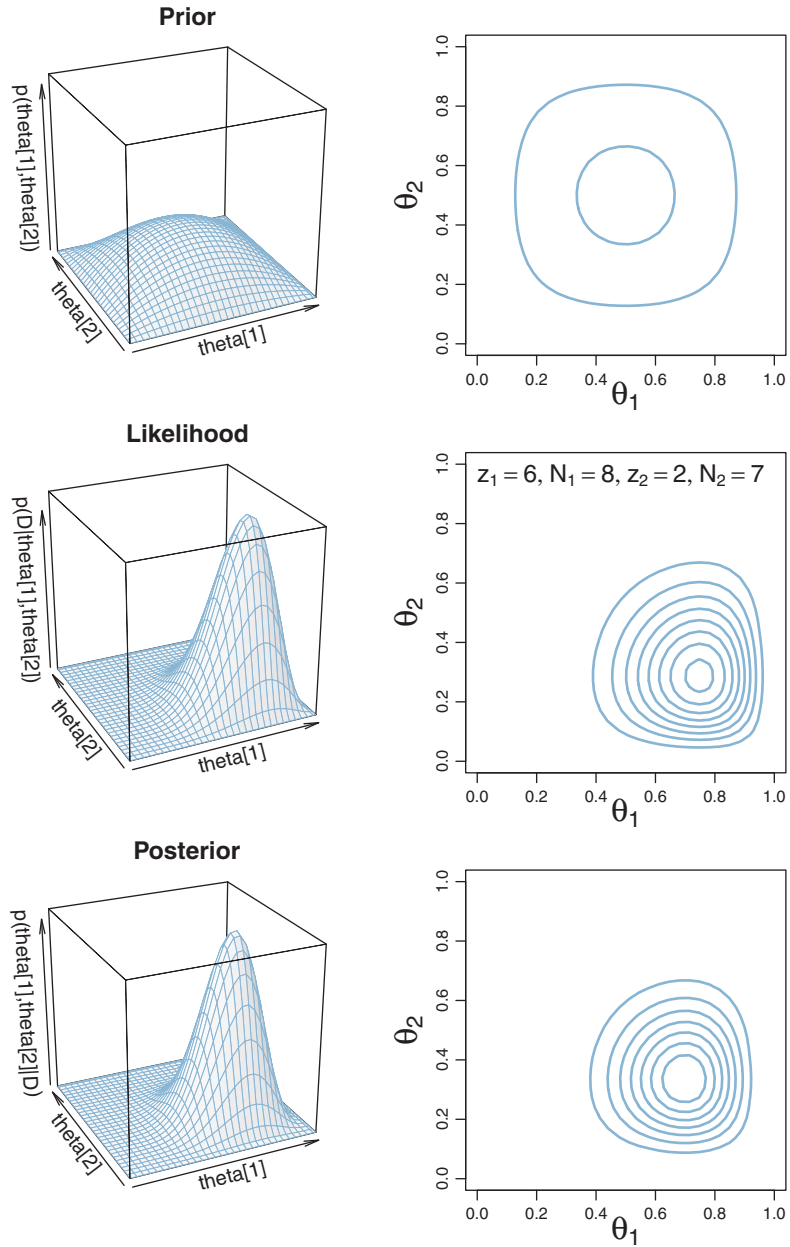 Prior
p(theta[1],theta[2])
theta[2]
theta[1]
θ2
1.0
0.8
0.6
0.4
0.2
0.0
0.0 0.2 0.4 0.6 0.8 1.0
θ1
Likelihood
p(D|theta[1],theta[2])
theta[2]
theta[1]
z1 = 6, N1 = 8, z2 = 2, N2 = 7
θ2
1.0
0.8
0.6
0.4
0.2
0.0
0.0 0.2 0.4 0.6 0.8 1.0
θ1
Posterior
p(theta[1],theta[2]|D)
theta[2]
theta[1]
θ2
1.0
0.8
0.6
0.4
0.2
0.0
0.0 0.2 0.4 0.6 0.8 1.0
θ1